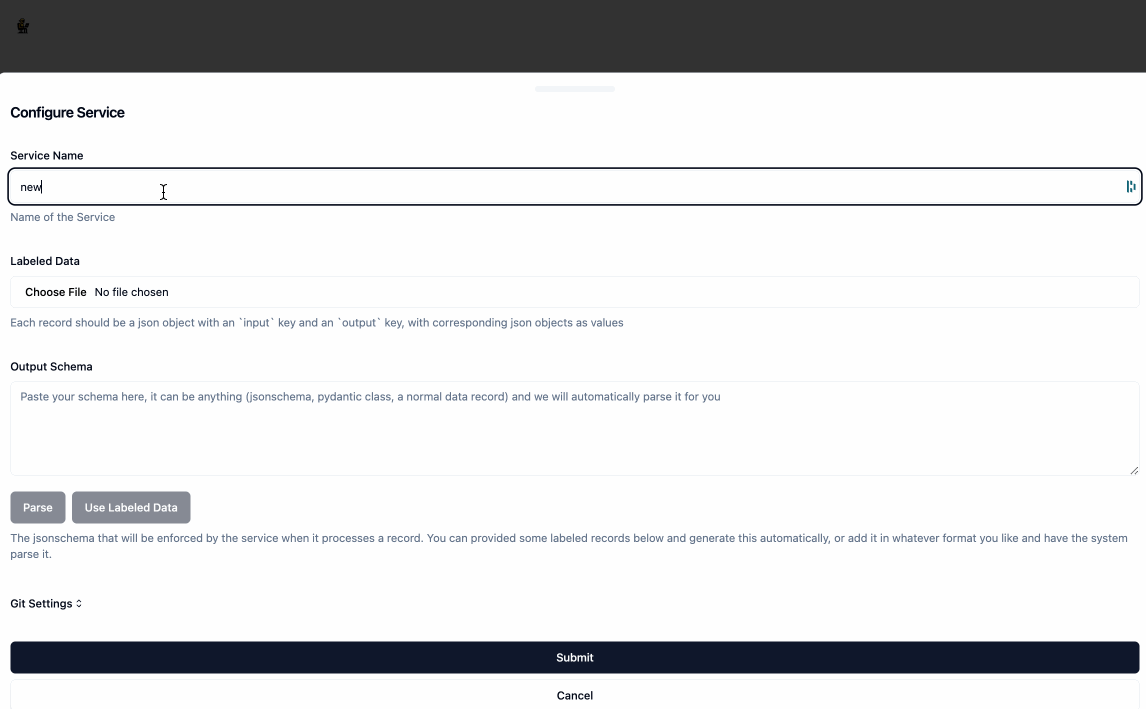 Configure Service
Service Name
new
Name of the Service
Labeled Data
Choose File No file chosen
Each record should be a json object with an `input` key and an `output` key, with corresponding json objects as values
Output Schema
Paste your schema here, it can be anything (jsonschema, pydantic class, a normal data record) and we will automatically parse it for you
Parse Use Labeled Data
The jsonschema that will be enforced by the service when it processes a record. You can provided some labeled records below and generate this automatically, or add it in whatever format you like and have the system
parse it.
Git Settings
Submit
Cancel